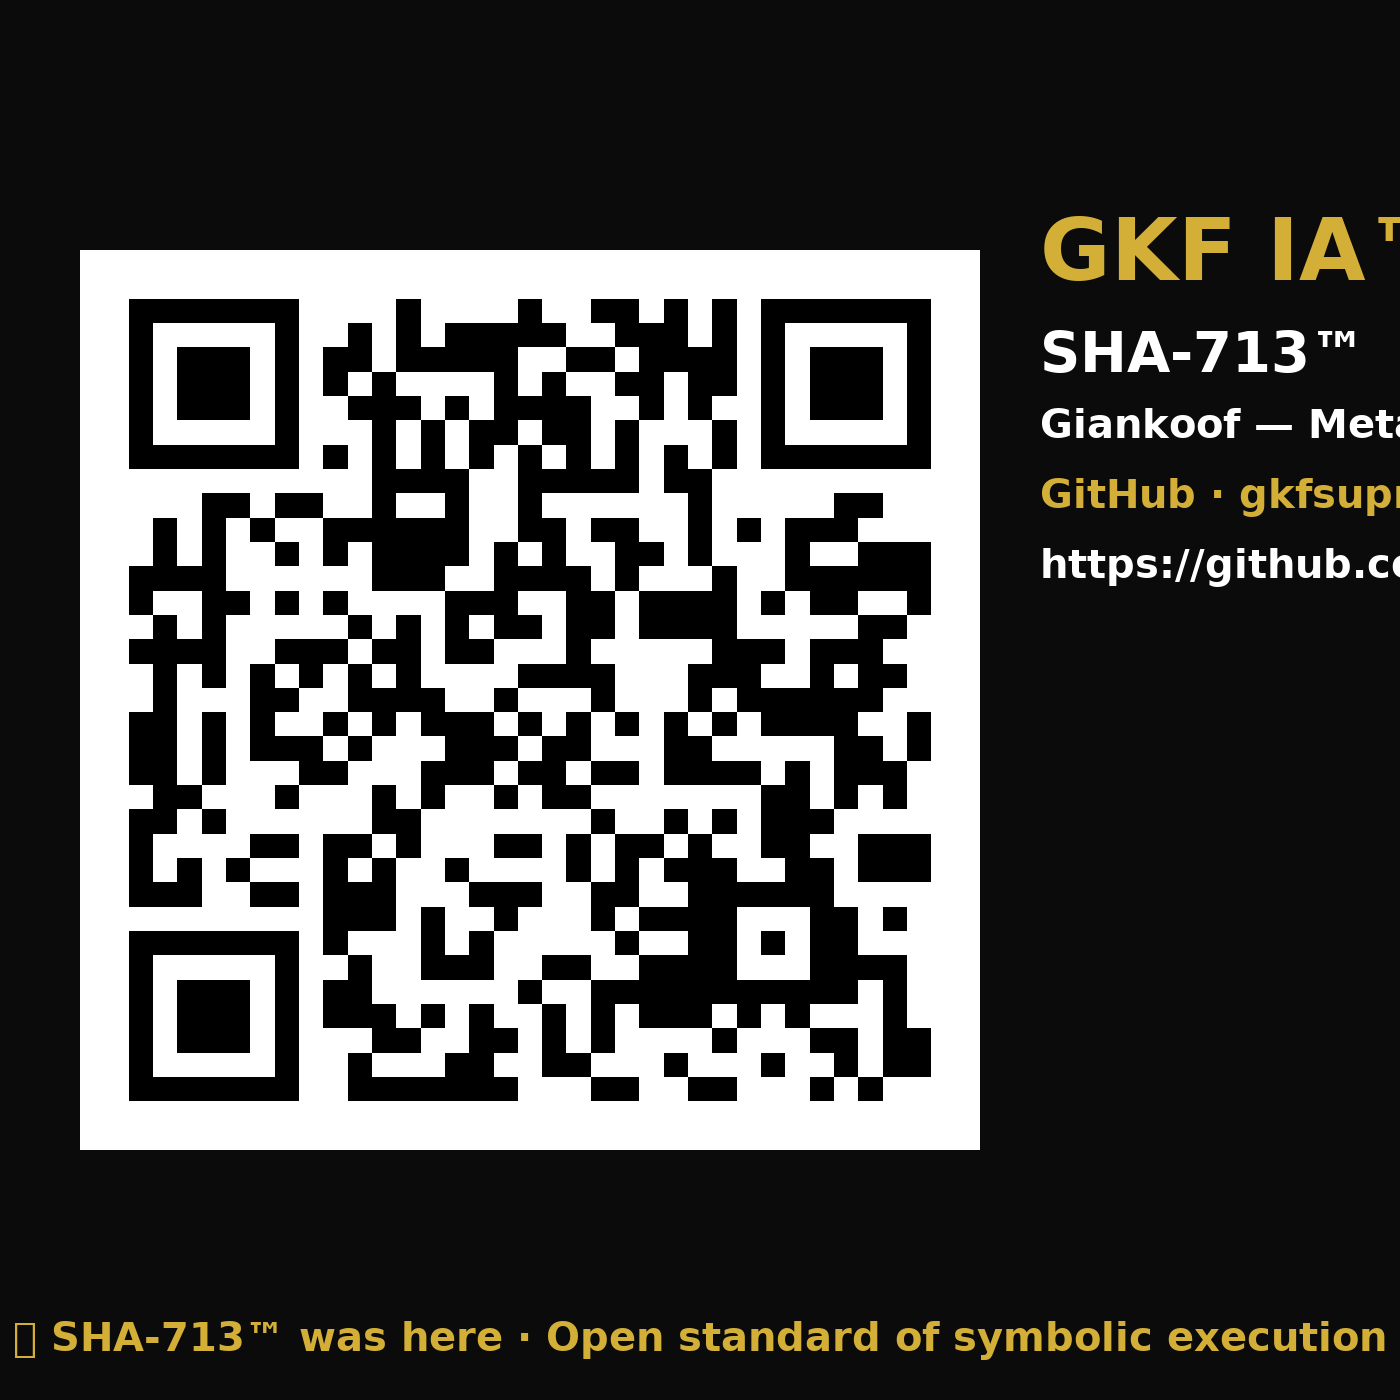 GKF IA™
SHA-713™
Giankoof — Meta
GitHub · gkfsupr
https://github.co
SHA-713™ was here · Open standard of symbolic execution